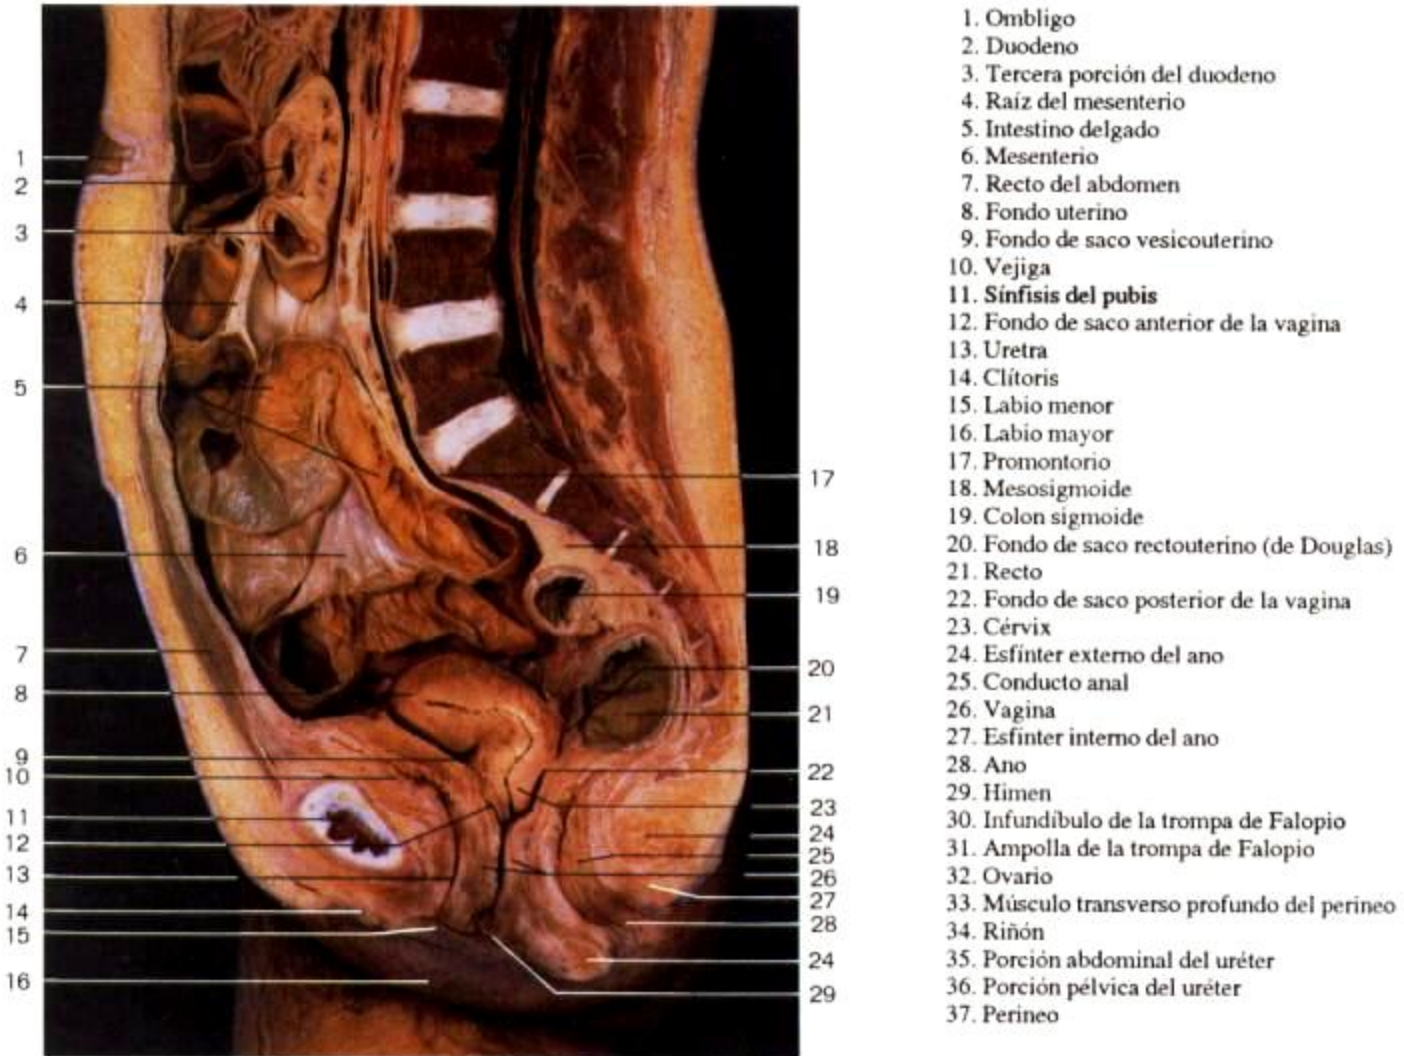 1
2
3
4
5
6
7
8
9
10
11
12
13
14
15
16
17
18
19
20
21
22
23
24
25
26
27
28
24
29
1. Ombligo
2. Duodeno
3. Tercera porción del duodeno
4. Raíz del mesenterio
5. Intestino delgado
6. Mesenterio
7. Recto del abdomen
8. Fondo uterino
9. Fondo de saco vesicouterino
10. Vejiga
11. Sínfisis del pubis
12. Fondo de saco anterior de la vagina
13. Uretra
14. Clítoris
15. Labio menor
16. Labio mayor
17. Promontorio
18. Mesosigmoide
19. Colon sigmoide
20. Fondo de saco rectouterino (de Douglas)
21. Recto
22. Fondo de saco posterior de la vagina
23. Cérvix
24. Esfínter externo del ano
25. Conducto anal
26. Vagina
27. Esfínter interno del ano
28. Ano
29. Himen
30. Infundíbulo de la trompa de Falopio
31. Ampolla de la trompa de Falopio
32. Ovario
33. Músculo transverso profundo del perineo
34. Riñón
35. Porción abdominal del uréter
36. Porción pélvica del uréter
37. Perineo